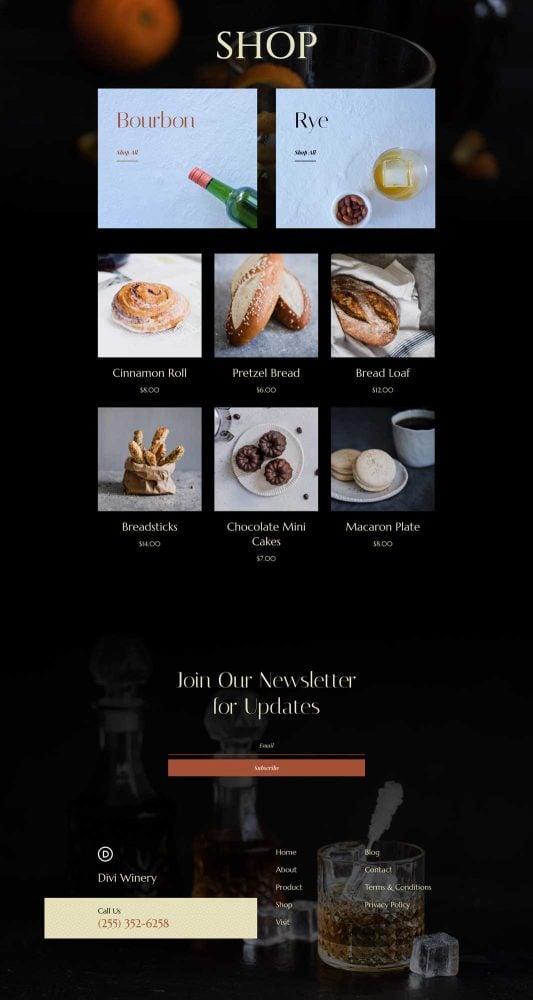 SHOP
Bourbon
Shop All
Rye
Shop All
Cinnamon Roll
$8.00
Pretzel Bread
$6.00
Bread Loaf
$12.00
Breadsticks
$14.00
Chocolate Mini
Cakes
$7.00
Macaron Plate
$8.00
Join Our Newsletter
for Updates
Email
Subscribe
D
Divi Winery
Call Us
(255) 352-6258
Home
About
Product
Shop
Visit
Blog
Contact
Terms & Conditions
Privacy Policy